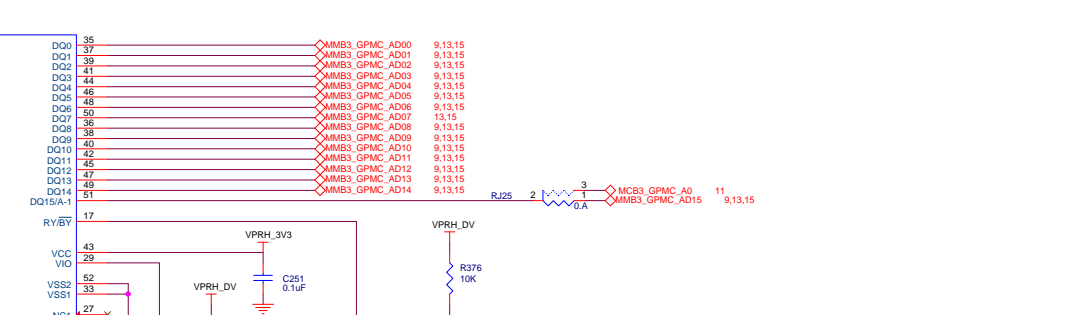 DQ0 35 MMB3_GPMC_AD00 9,13,15
DQ1 37 MMB3_GPMC_AD01 9,13,15
DQ2 39 MMB3_GPMC_AD02 9,13,15
DQ3 41 MMB3_GPMC_AD03 9,13,15
DQ4 44 MMB3_GPMC_AD04 9,13,15
DQ5 46 MMB3_GPMC_AD05 9,13,15
DQ6 48 MMB3_GPMC_AD06 9,13,15
DQ7 50 MMB3_GPMC_AD07 13,15
DQ8 36 MMB3_GPMC_AD08 9,13,15
DQ9 38 MMB3_GPMC_AD09 9,13,15
DQ10 40 MMB3_GPMC_AD10 9,13,15
DQ11 42 MMB3_GPMC_AD11 9,13,15
DQ12 45 MMB3_GPMC_AD12 9,13,15
DQ13 47 MMB3_GPMC_AD13 9,13,15
DQ14 49 MMB3_GPMC_AD14 9,13,15
3 MCB3_GPMC_A0 11
DQ15/A-1 51 RJ25 2 1 MMB3_GPMC_AD15 9,13,15
0.A
RY/BY 17
VPRH_DV
VPRH_3V3
VCC 43
VIO 29
R376
10K
VSS2 52
C251
0.1uF
VSS1 33
VPRH_DV
27